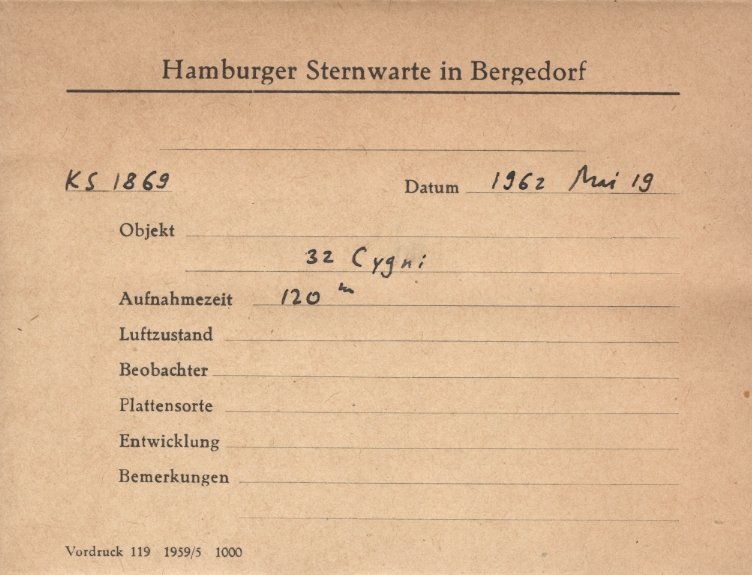 Hamburger Sternwarte in Bergedorf
KS 1869 Datum 1962 Mai 19
Objekt
32 Cygni
Aufnahmezeit 120 m
Luftzustand
Beobachter
Plattensorte
Entwicklung
Bemerkungen
Vordruck 119 1959/5 1000